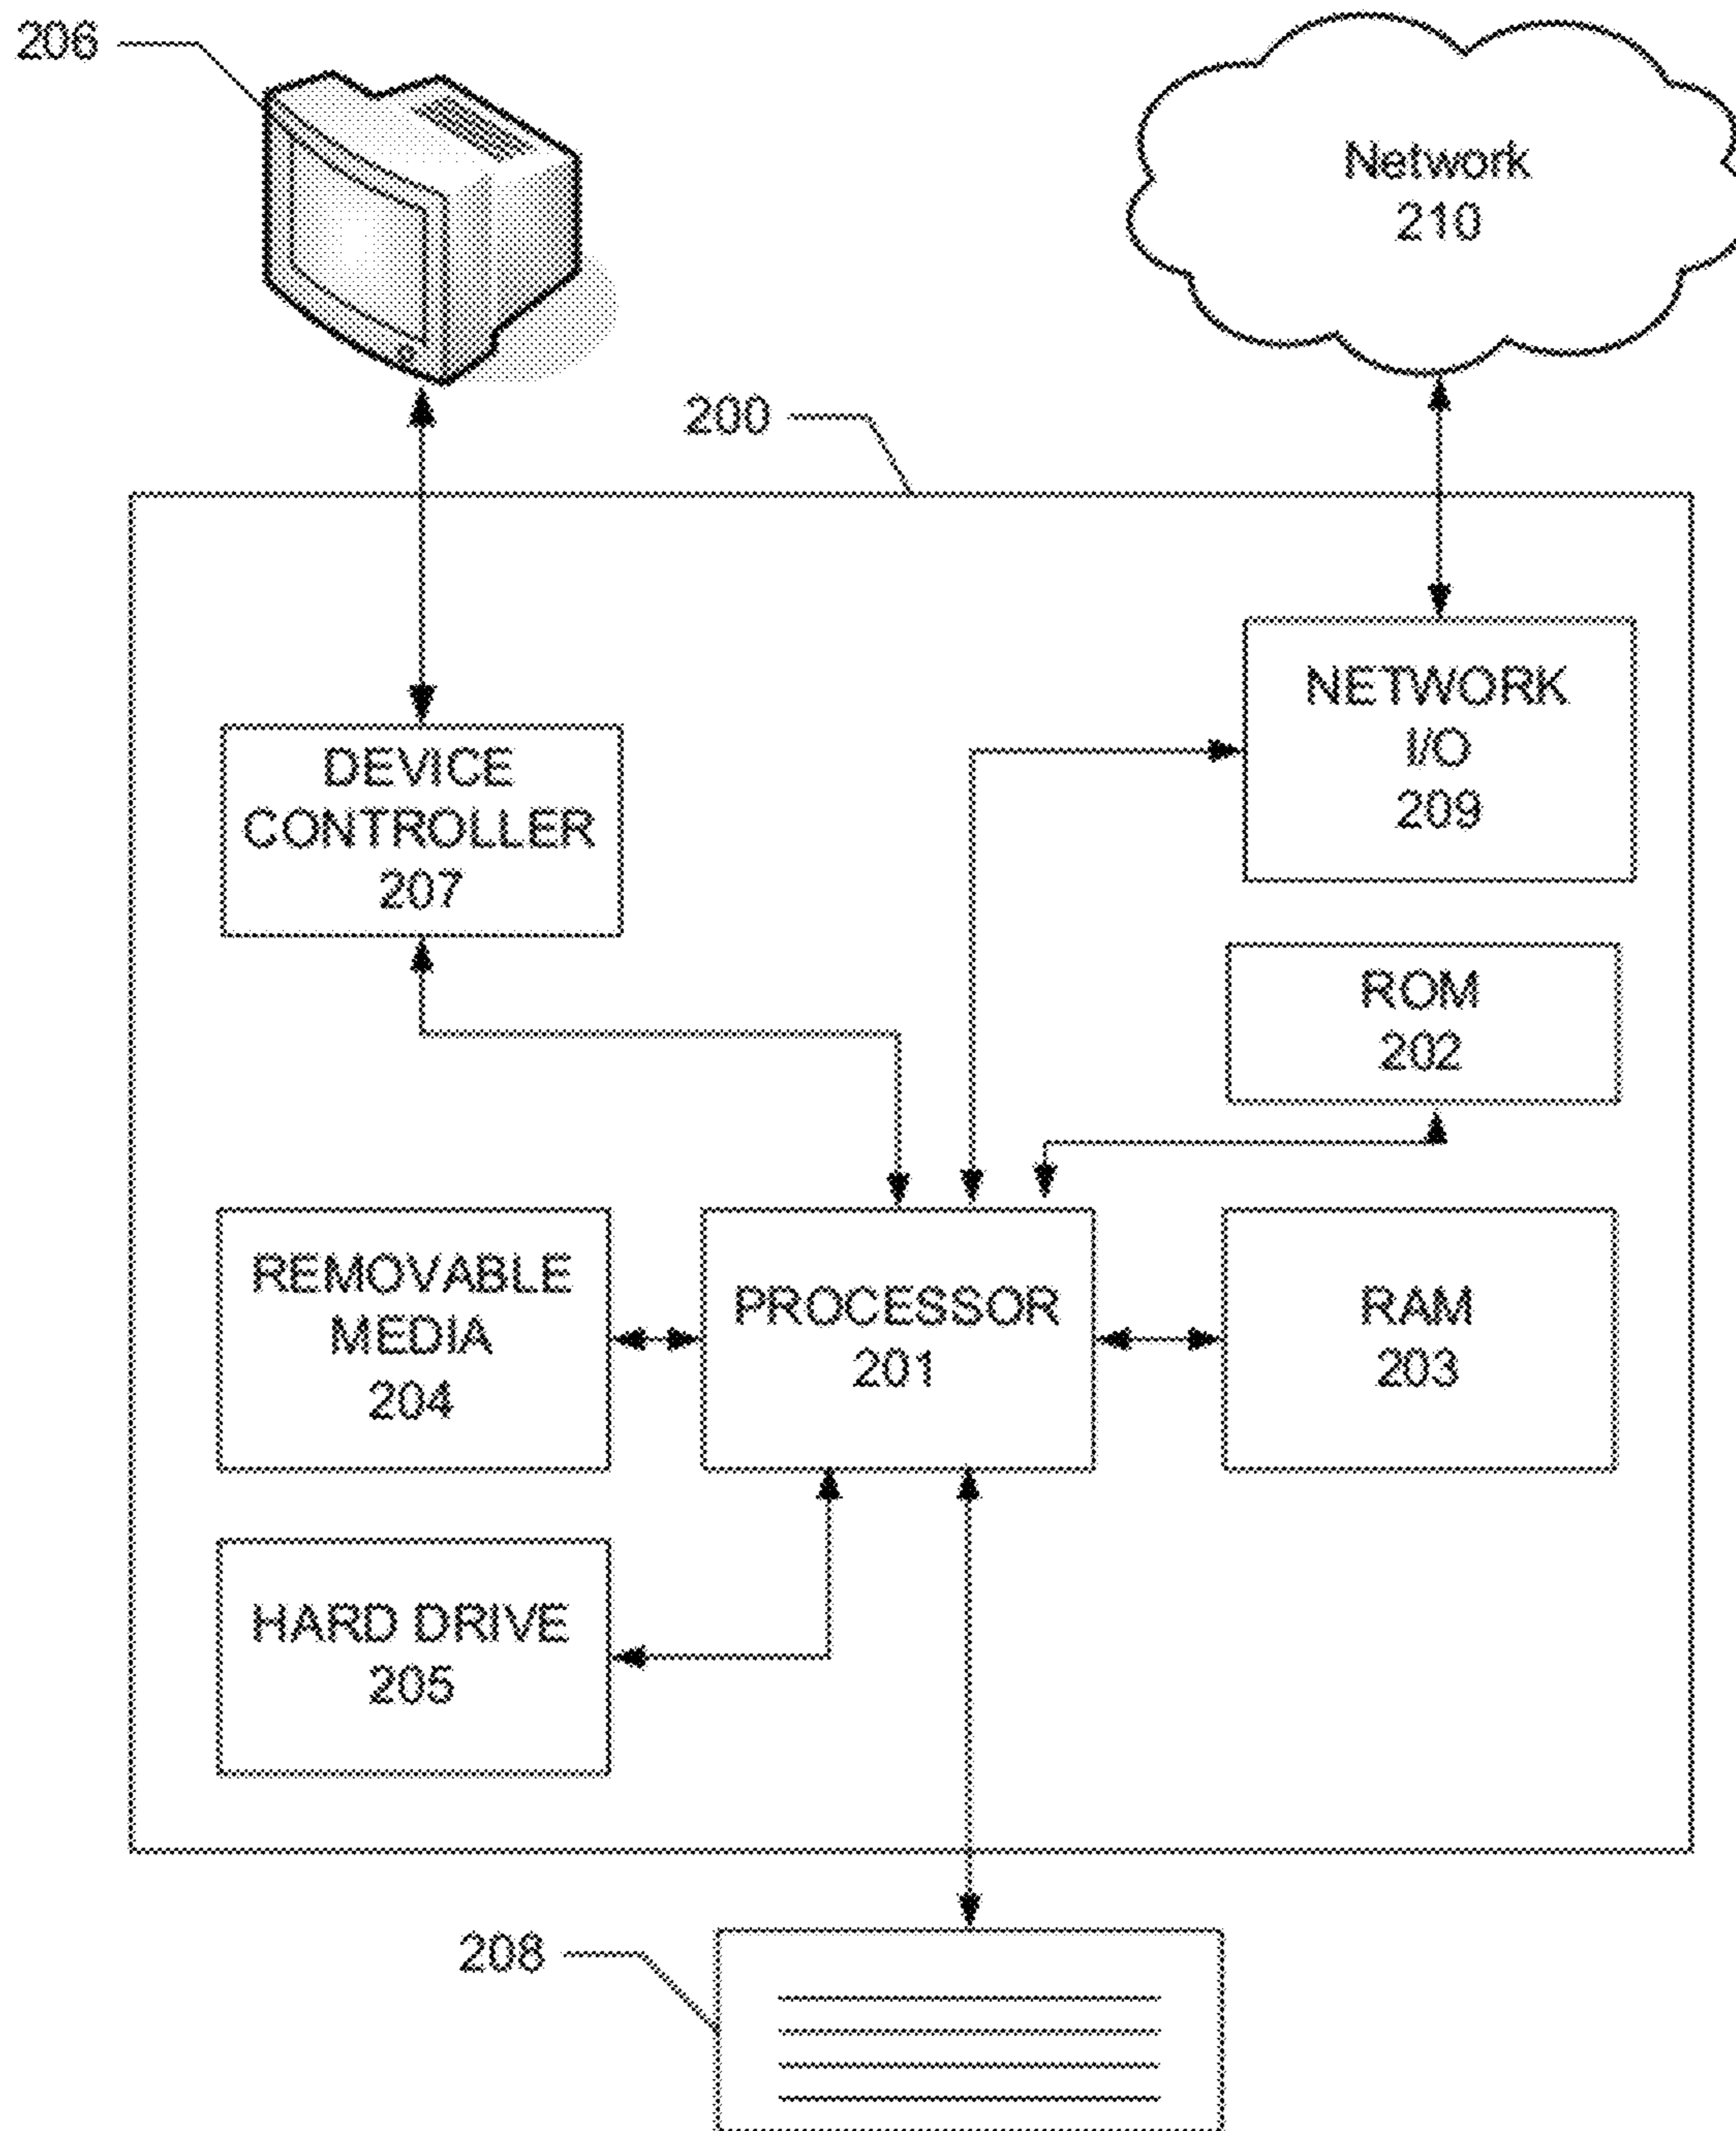 206
Network
210
200
NETWORK
I/O
209
DEVICE
CONTROLLER
207
ROM
202
REMOVABLE
MEDIA
204
PROCESSOR
201
RAM
203
HARD DRIVE
205
208